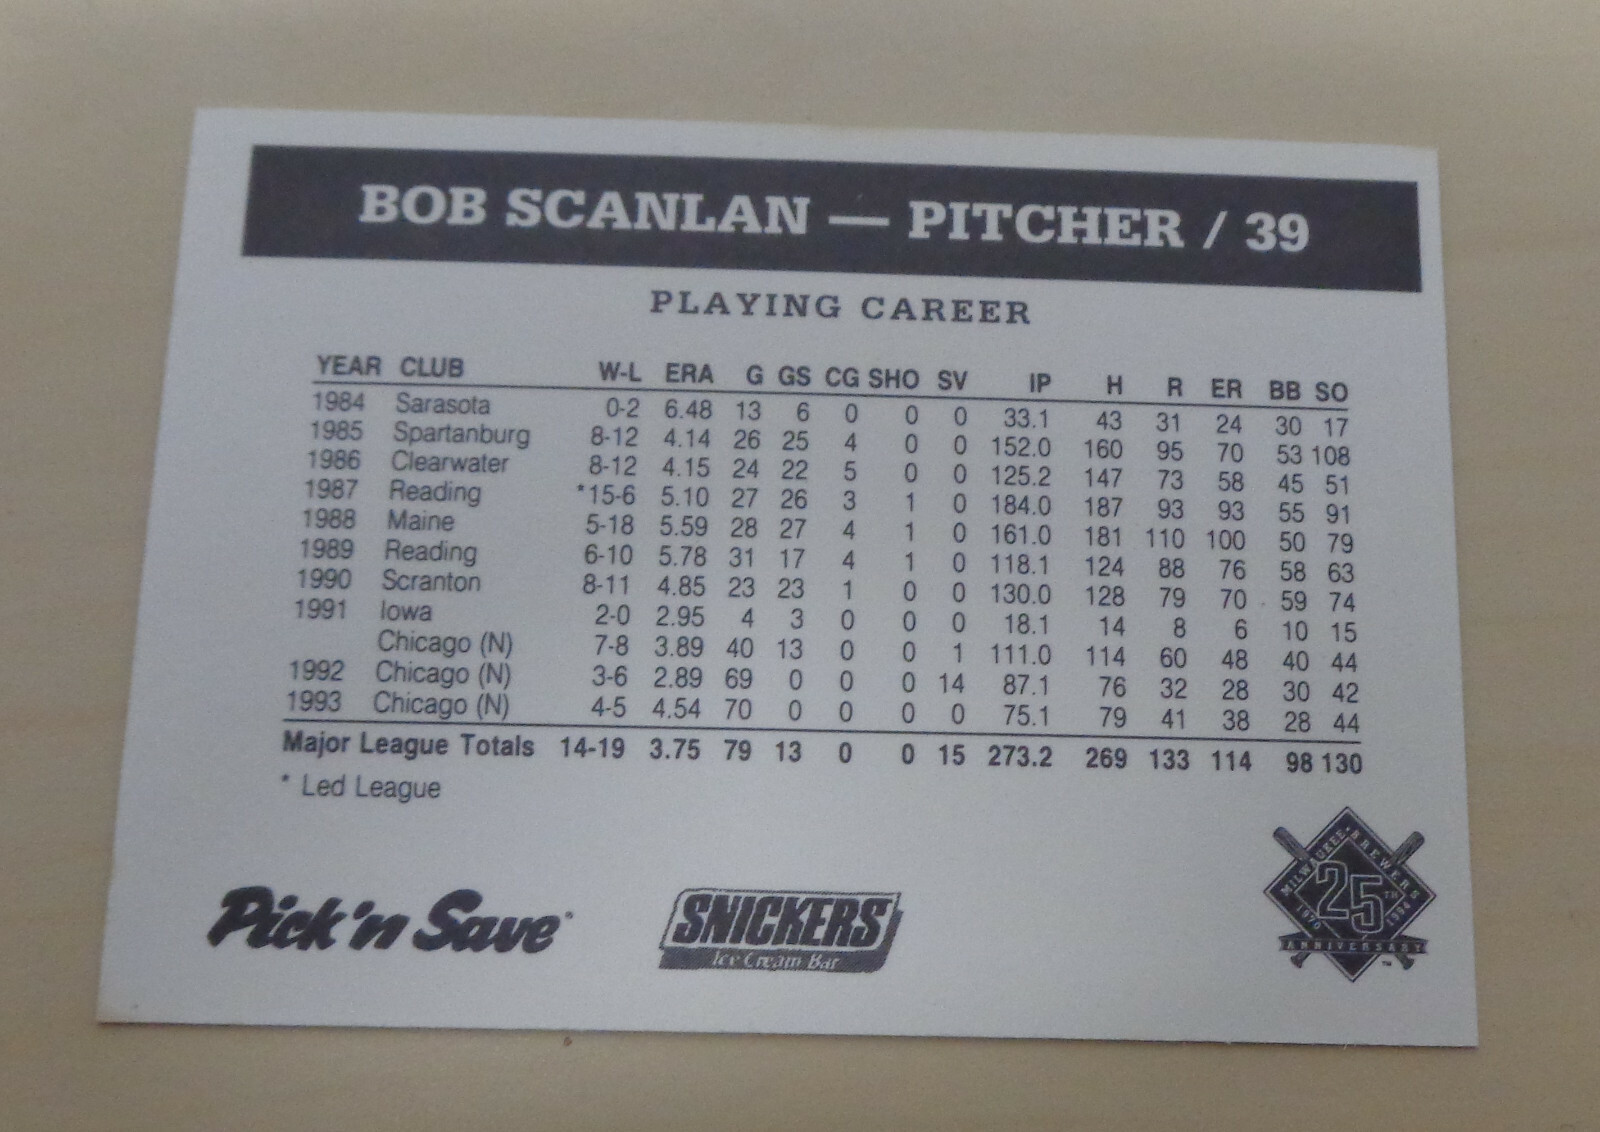 BOB SCANLAN — PITCHER / 39
PLAYING CAREER
YEAR CLUB W-L ERA G GS CG SHO SV IP H R ER BB SO
1984 Sarasota 0-2 6.48 13 6 0 0 0 33.1 43 31 24 30 17
1985 Spartanburg 8-12 4.14 26 25 4 0 0 152.0 160 95 70 53 108
1986 Clearwater 8-12 4.15 24 22 5 0 0 125.2 147 73 58 45 51
1987 Reading *15-6 5.10 27 26 3 1 0 184.0 187 93 93 55 91
1988 Maine 5-18 5.59 28 27 4 1 0 161.0 181 110 100 50 79
1989 Reading 6-10 5.78 31 17 4 1 0 118.1 124 88 76 58 63
1990 Scranton 8-11 4.85 23 23 1 0 0 130.0 128 79 70 59 74
1991 Iowa 2-0 2.95 4 3 0 0 0 18.1 14 8 6 10 15
Chicago (N) 7-8 3.89 40 13 0 0 1 111.0 114 60 48 40 44
1992 Chicago (N) 3-6 2.89 69 0 0 0 14 87.1 76 32 28 30 42
1993 Chicago (N) 4-5 4.54 70 0 0 0 0 75.1 79 41 38 28 44
Major League Totals 14-19 3.75 79 13 0 0 15 273.2 269 133 114 98 130
* Led League
Pick 'n Save
SNICKERS
Ice Cream Bar
MILWAUKEE • BREWERS
25TH
1970 1994
ANNIVERSARY
TM